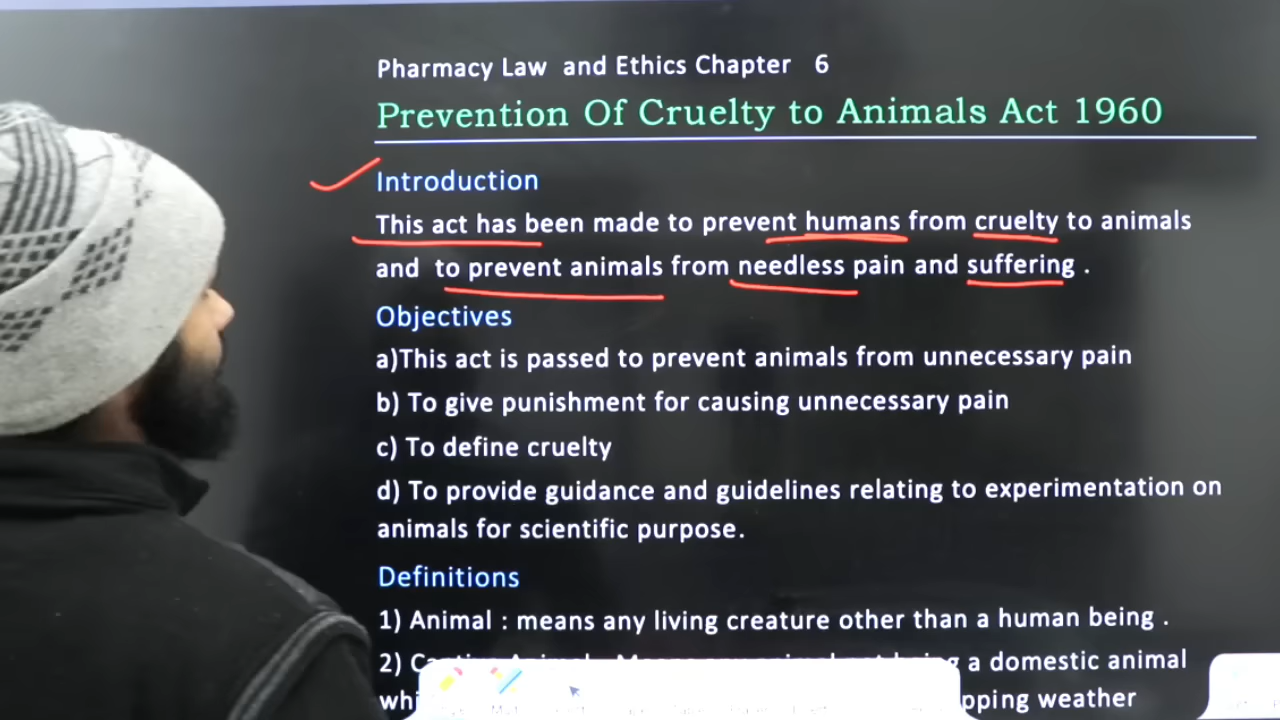 Pharmacy Law and Ethics Chapter 6
Prevention Of Cruelty to Animals Act 1960
Introduction
This act has been made to prevent humans from cruelty to animals
and to prevent animals from needless pain and suffering .
Objectives
a)This act is passed to prevent animals from unnecessary pain
b) To give punishment for causing unnecessary pain
c) To define cruelty
d) To provide guidance and guidelines relating to experimentation on
animals for scientific purpose.
Definitions
1) Animal : means any living creature other than a human being .
2) a domestic animal
weather